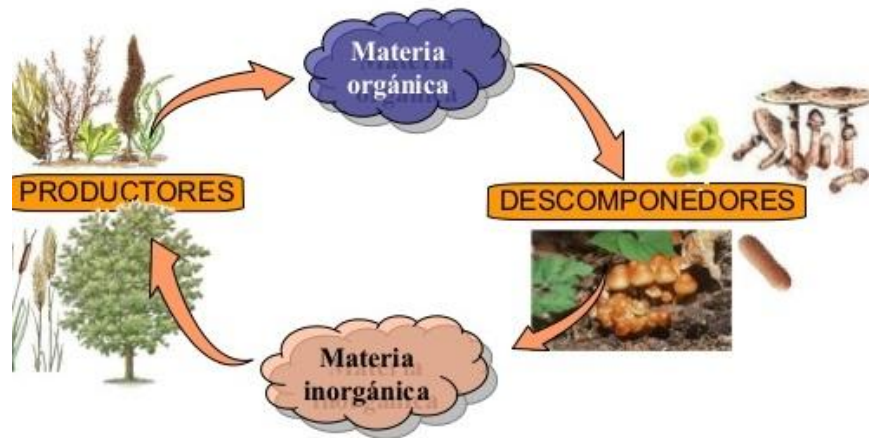 Materia
orgánica
PRODUCTORES
DESCOMPONEDORES
Materia
inorgánica